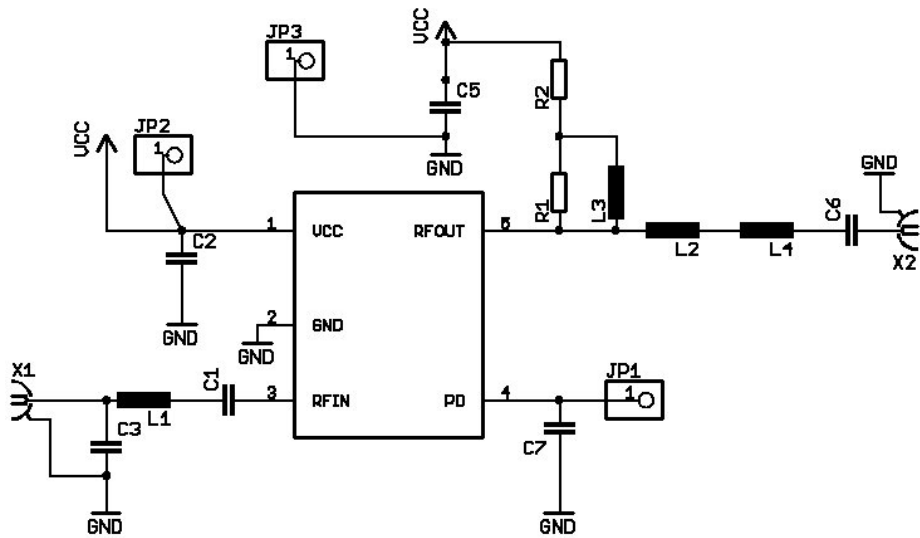 JP3
1
VCC
C5
R2
GND
JP2
1
VCC
C2
GND
1
VCC
RFOUT
5
R1
L3
L2
L4
C6
GND
X2
2
GND
GND
X1
C3
L1
C1
3
RFIN
PD
4
JP1
1
C7
GND
GND